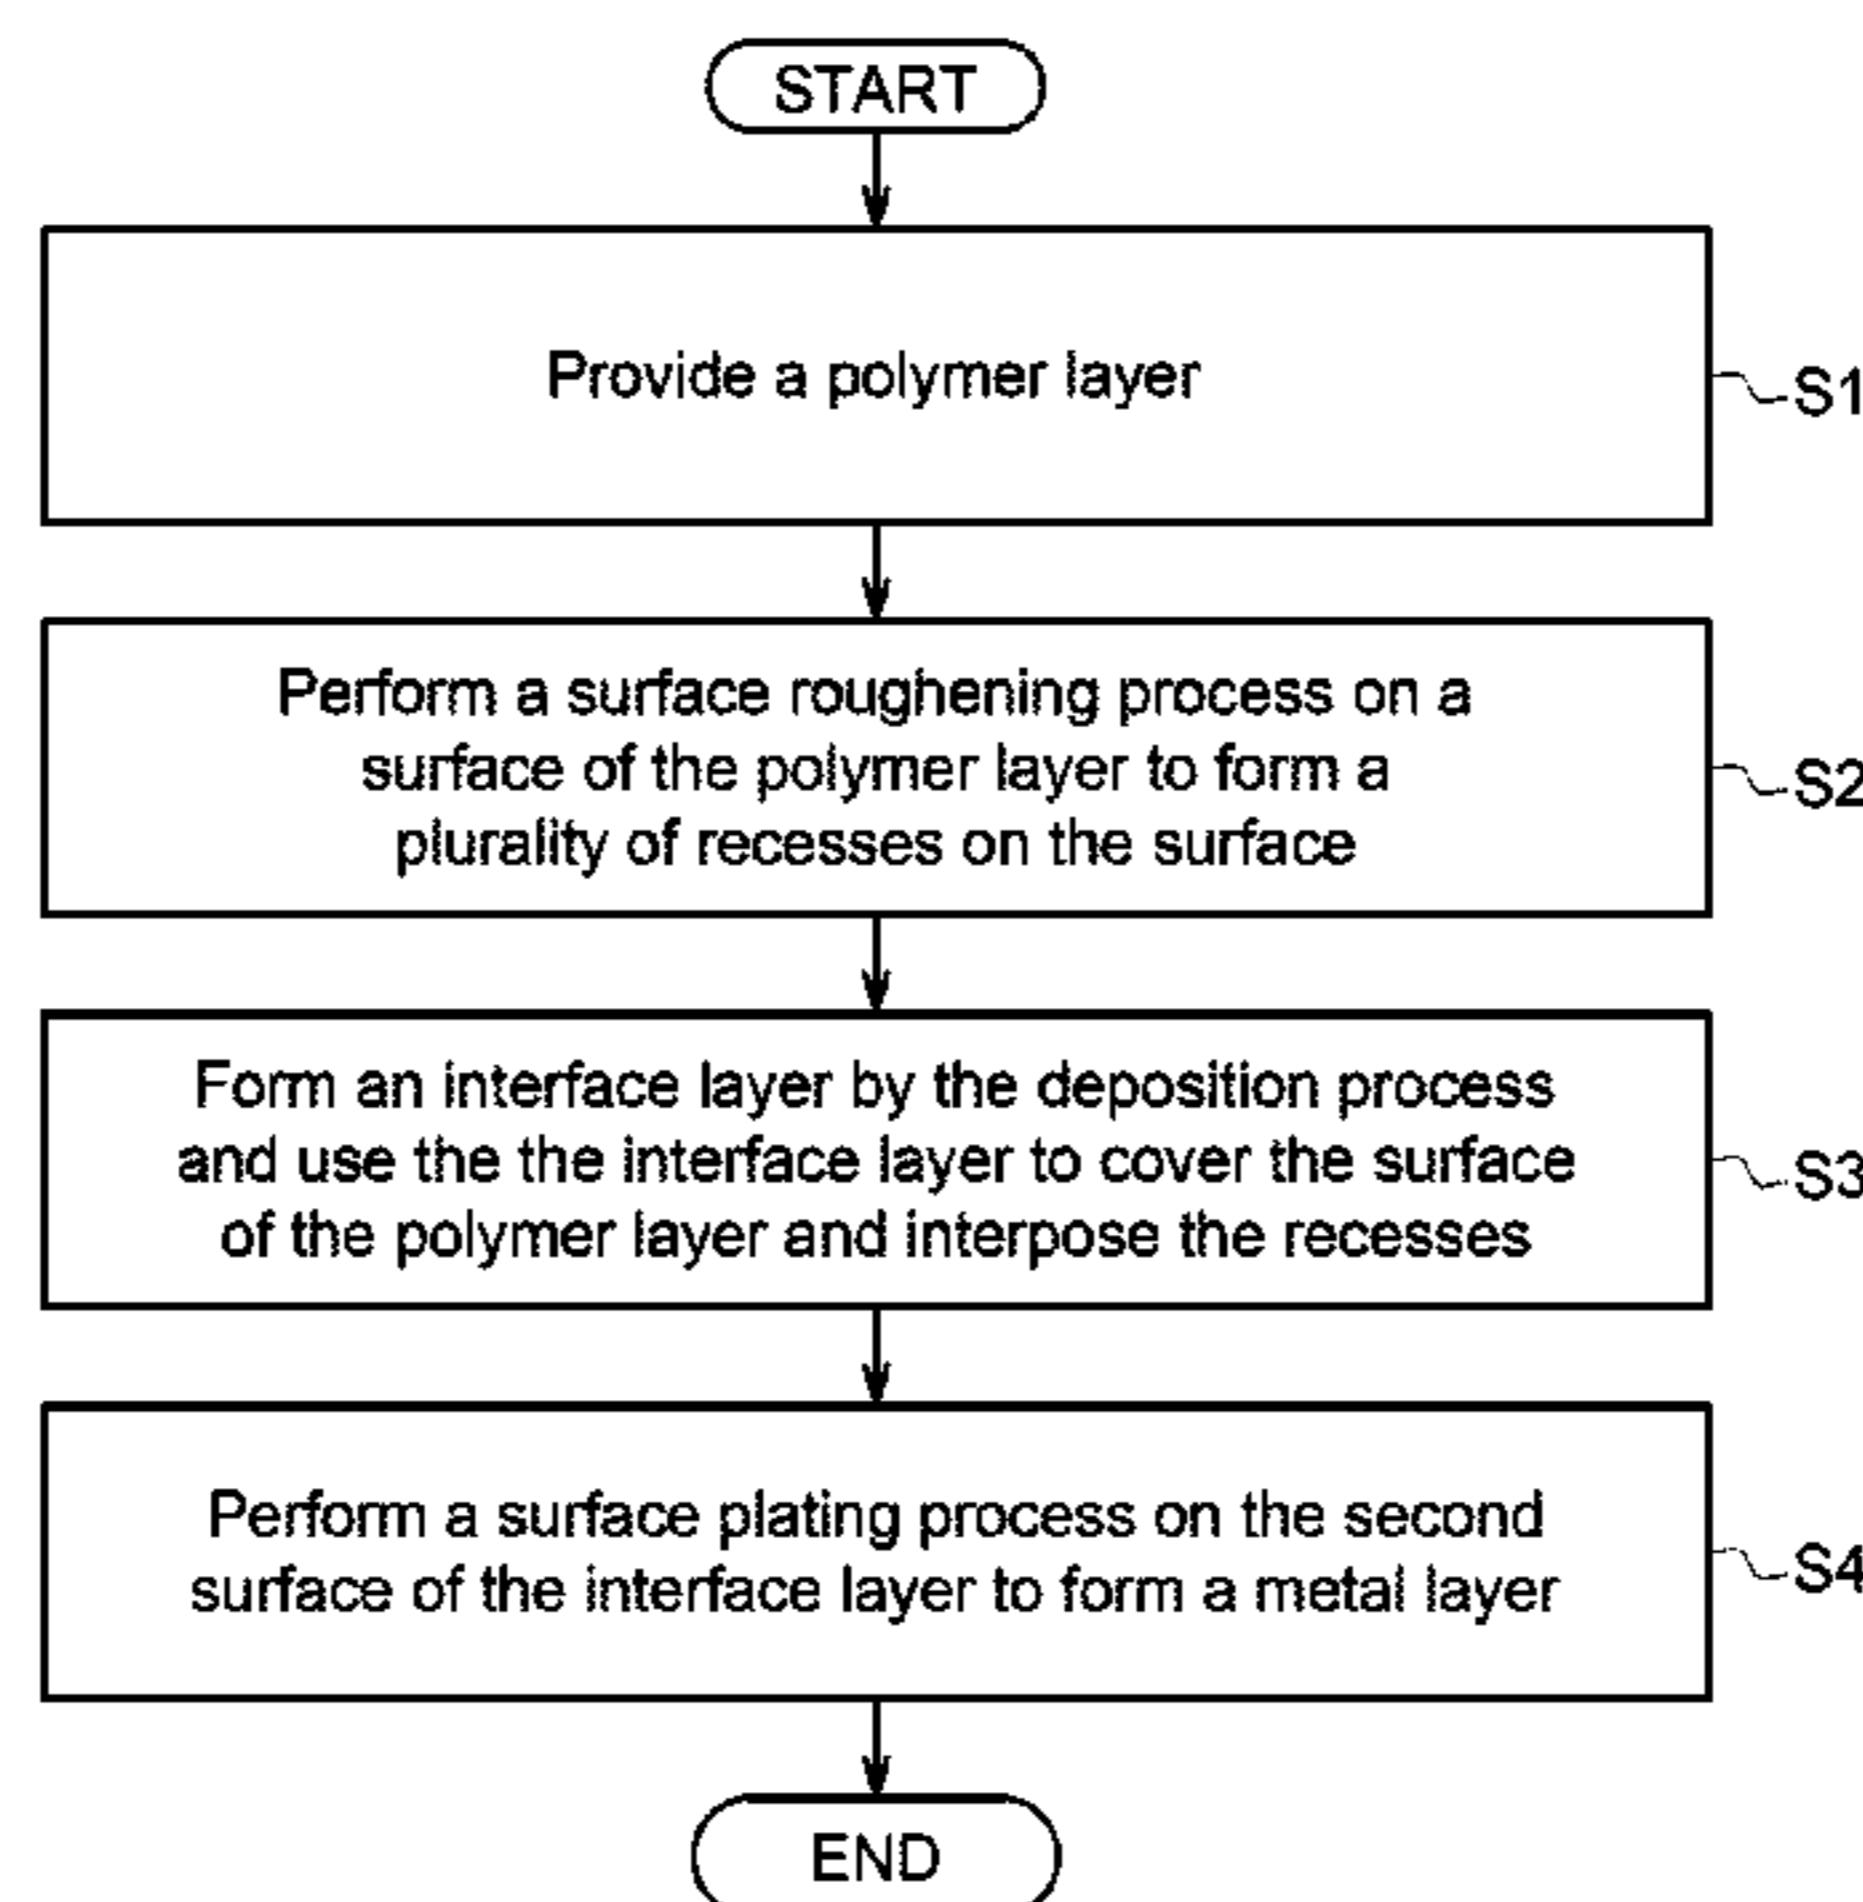 START
Provide a polymer layer
S1
Perform a surface roughening process on a
surface of the polymer layer to form a
plurality of recesses on the surface
S2
Form an interface layer by the deposition process
and use the the interface layer to cover the surface
of the polymer layer and interpose the recesses
S3
Perform a surface plating process on the second
surface of the interface layer to form a metal layer
S4
END